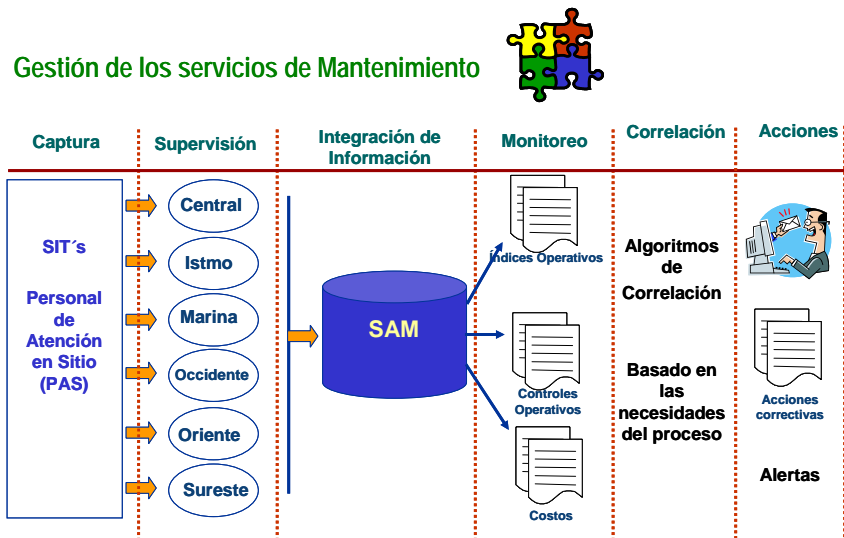 Gestión de los servicios de Mantenimiento
Captura
Supervisión
Integración de
Información
Monitoreo
Correlación
Acciones
SIT´s
Personal
de
Atención
en Sitio
(PAS)
Central
Istmo
Marina
Occidente
Oriente
Sureste
SAM
Índices Operativos
Controles
Operativos
Costos
Algoritmos
de
Correlación
Basado en
las
necesidades
del proceso
Acciones
correctivas
Alertas